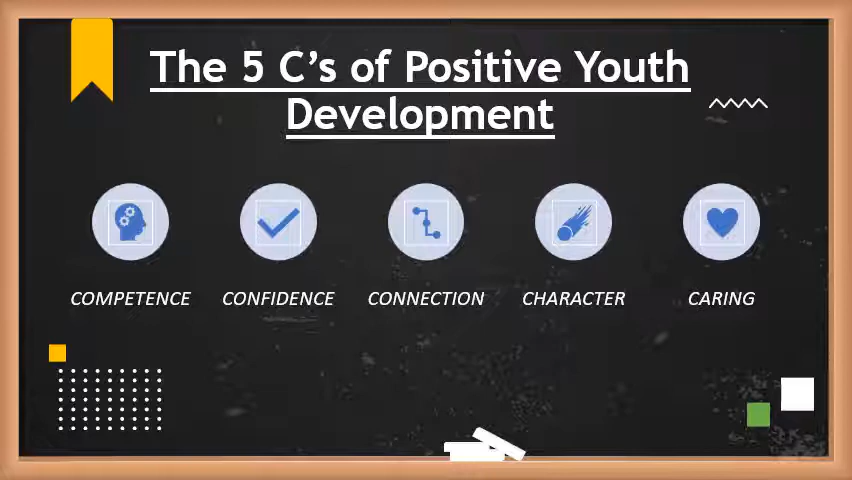 The 5 C’s of Positive Youth
Development
COMPETENCE CONFIDENCE CONNECTION CHARACTER CARING